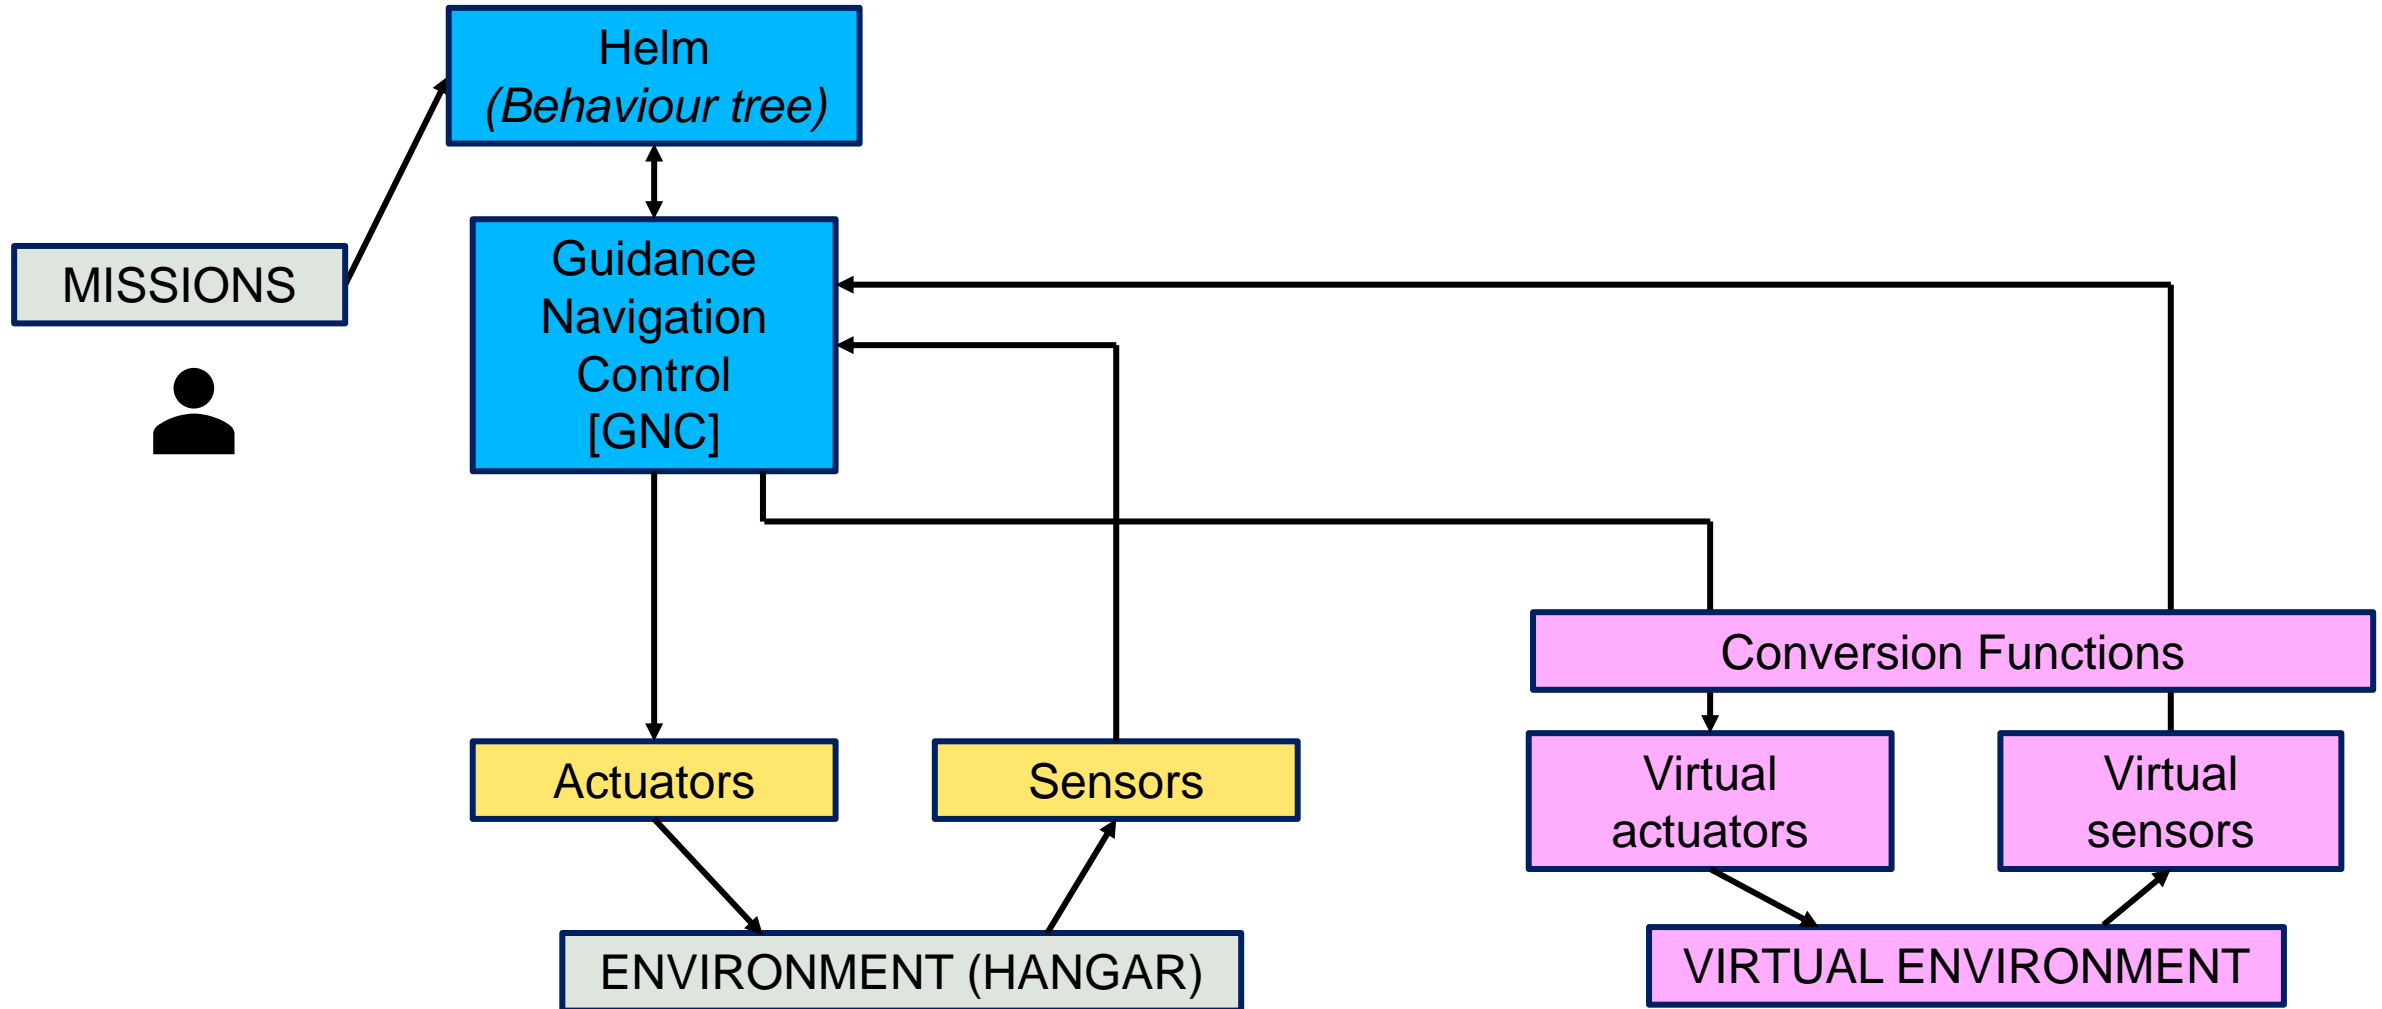 Helm
(Behaviour tree)
MISSIONS
Guidance
Navigation
Control
[GNC]
Conversion Functions
Actuators
Sensors
Virtual
actuators
Virtual
sensors
ENVIRONMENT (HANGAR)
VIRTUAL ENVIRONMENT